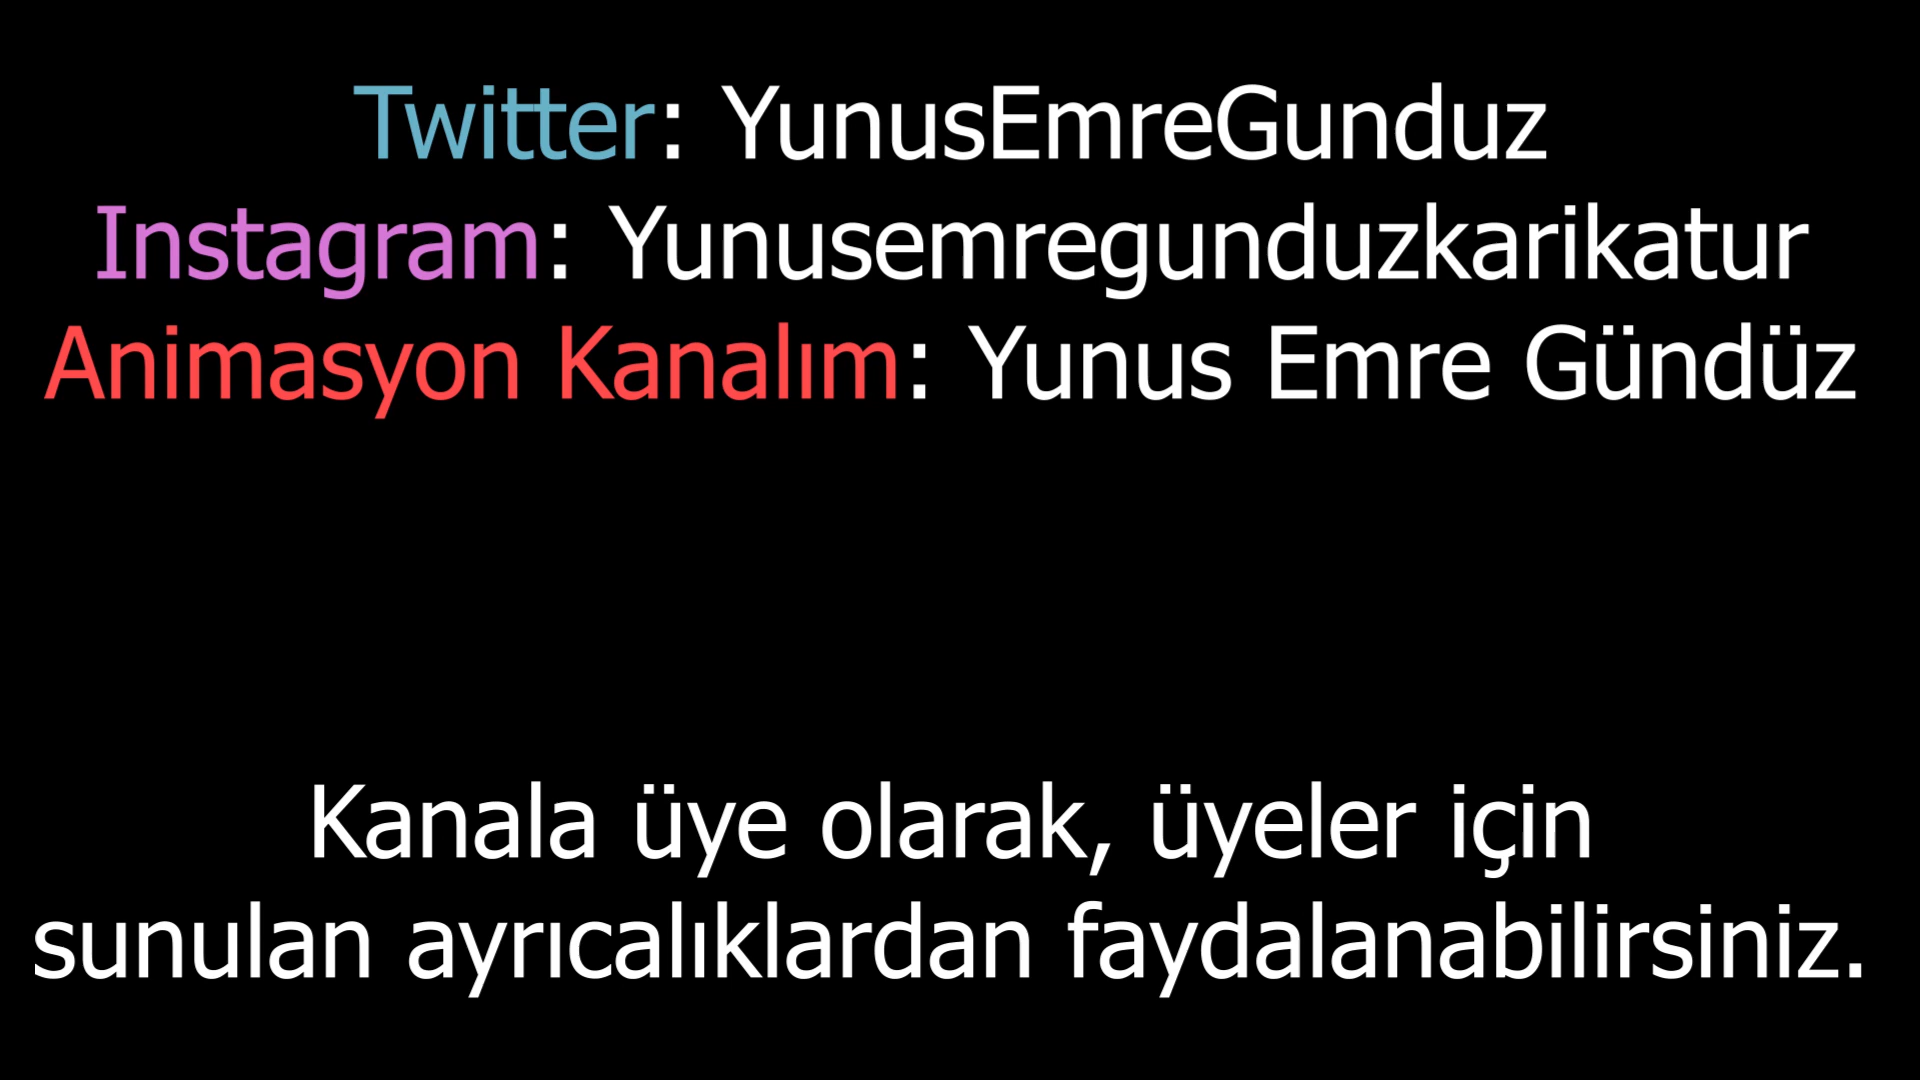 Twitter: YunusEmreGunduz
Instagram: Yunusemregunduzkarikatur
Animasyon Kanalım: Yunus Emre Gündüz
Kanala üye olarak, üyeler için
sunulan ayrıcalıklardan faydalanabilirsiniz.